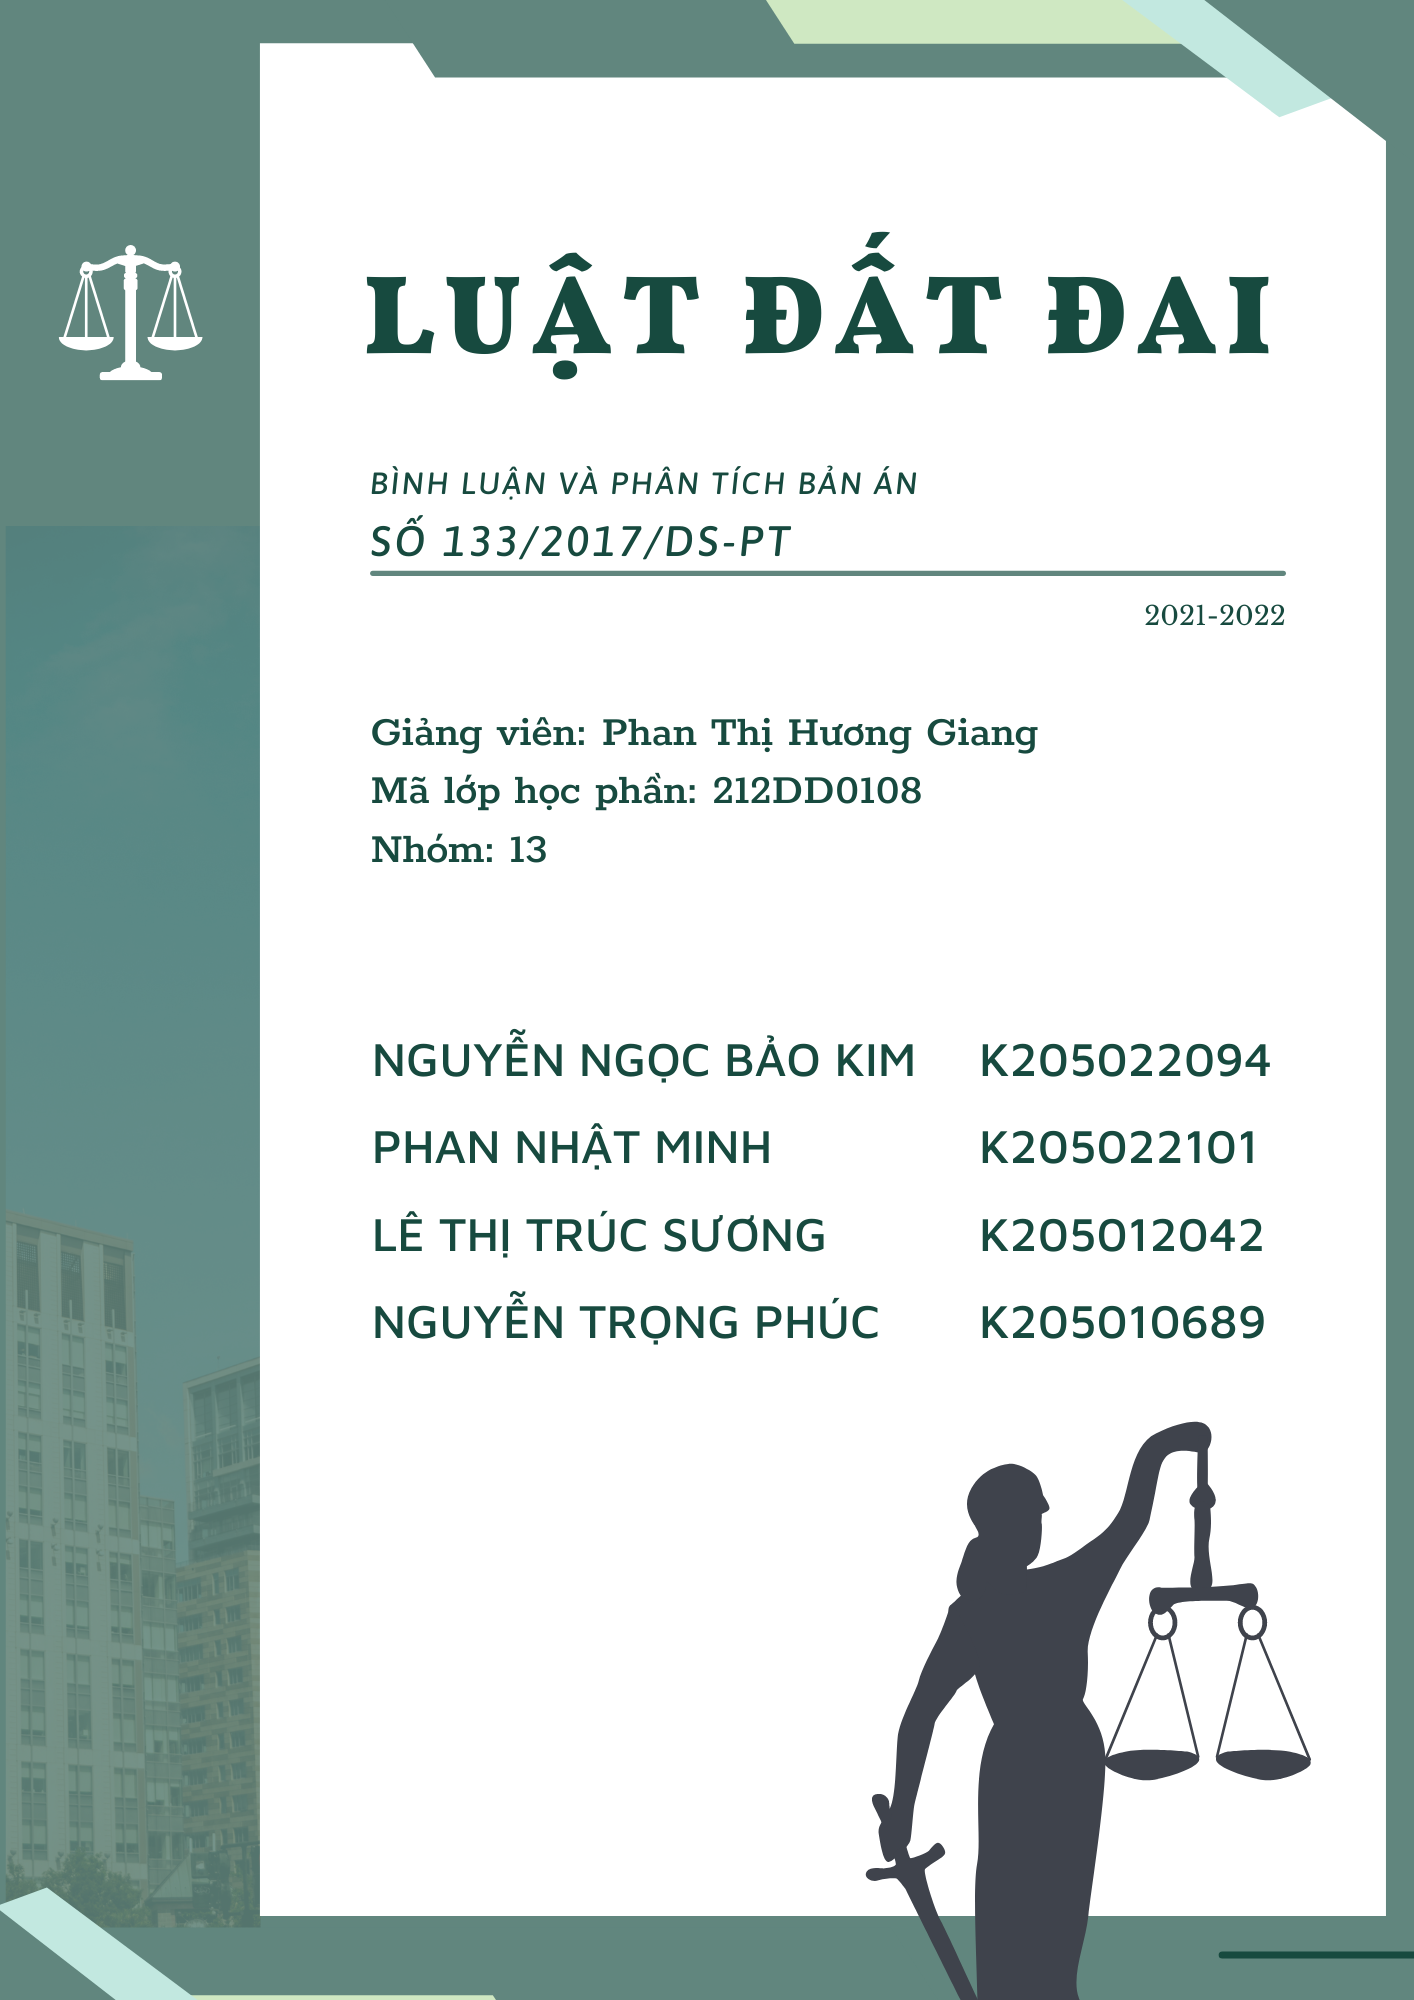 LUẬT ĐẤT ĐAI
BÌNH LUẬN VÀ PHÂN TÍCH BẢN ÁN
SỐ 133/2017/DS-PT
2021-2022
Giảng viên: Phan Thị Hương Giang
Mã lớp học phần: 212DD0108
Nhóm: 13
NGUYỄN NGỌC BẢO KIM K205022094
PHAN NHẬT MINH K205022101
LÊ THỊ TRÚC SƯƠNG K205012042
NGUYỄN TRỌNG PHÚC K205010689